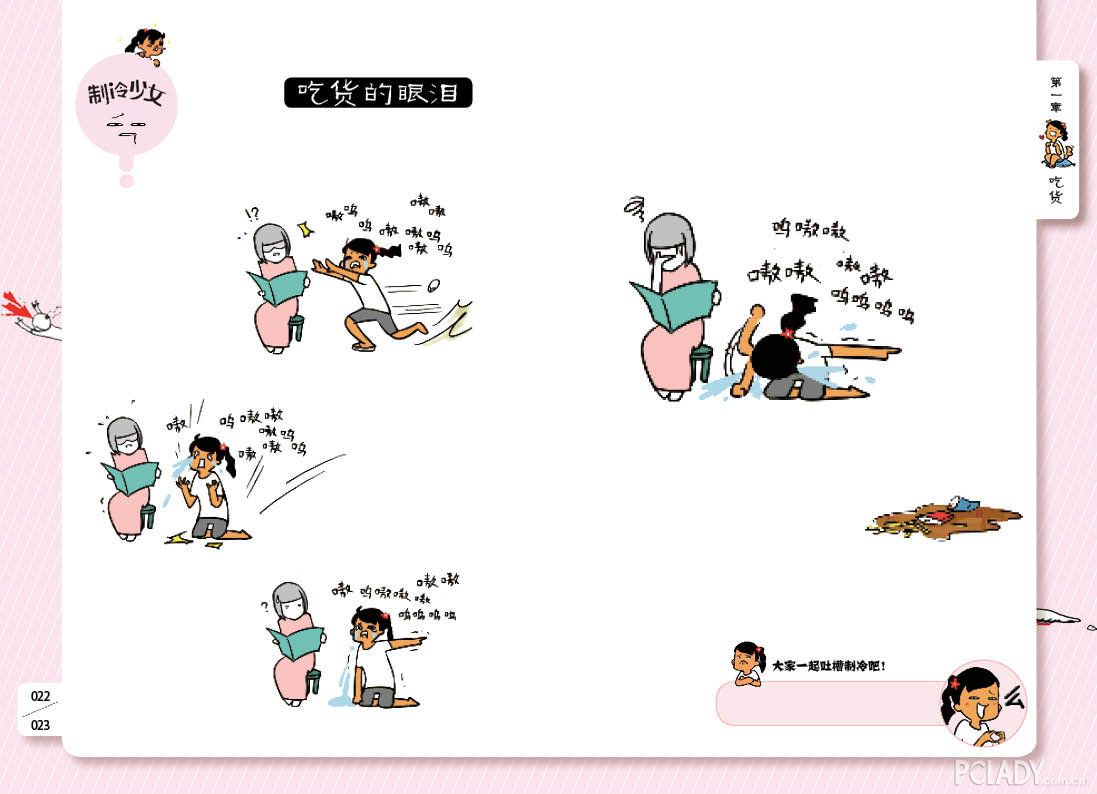 制冷少女
吃货的眼泪
第一章
吃货
!?
嗷呜
嗷
嗷
呜嗷嗷呜
嗷呜
嗷
呜嗷嗷
嗷呜
嗷嗷呜
?
嗷呜嗷嗷
嗷嗷
嗷
呜呜呜呜
呜嗷嗷
嗷嗷
嗷嗷
呜呜呜呜
大家一起吐槽制冷吧!
么
022
023
PCLADY.com.cn